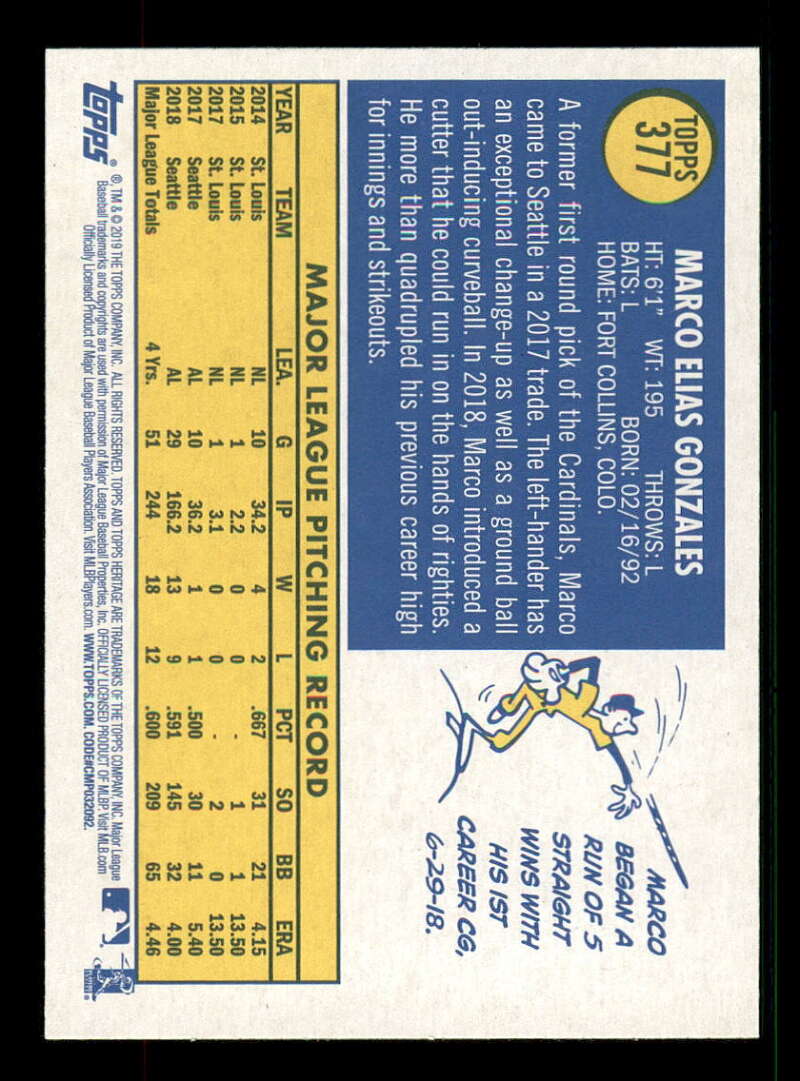 TOPPS
377
MARCO ELIAS GONZALES
HT: 6'1" WT: 195 THROWS: L
BATS: L BORN: 02/16/92
HOME: FORT COLLINS, COLO.
A former first round pick of the Cardinals, Marco
came to Seattle in a 2017 trade. The left-hander has
an exceptional change-up as well as a ground ball
out-inducing curveball. In 2018, Marco introduced a
cutter that he could run in on the hands of righties.
He more than quadrupled his previous career high
for innings and strikeouts.
MARCO
BEGAN A
RUN OF 5
STRAIGHT
WINS WITH
HIS 1ST
CAREER CG,
6-29-18.
MAJOR LEAGUE PITCHING RECORD
YEAR TEAM LEA. G IP W L PCT SO BB ERA
2014 St. Louis NL 10 34.2 4 2 .667 31 21 4.15
2015 St. Louis NL 1 2.2 0 0 - 1 1 13.50
2017 St. Louis NL 1 3.1 0 0 - 2 0 13.50
2017 Seattle AL 10 36.2 1 1 .500 30 11 5.40
2018 Seattle AL 29 166.2 13 9 .591 145 32 4.00
Major League Totals 4 Yrs. 51 244 18 12 .600 209 65 4.46
topps®
®, TM & © 2019 THE TOPPS COMPANY, INC. ALL RIGHTS RESERVED. TOPPS AND TOPPS HERITAGE ARE TRADEMARKS OF THE TOPPS COMPANY, INC. Major League
Baseball trademarks and copyrights are used with permission of Major League Baseball Properties, Inc. OFFICIALLY LICENSED PRODUCT OF MLBP. Visit MLB.com
Officially Licensed Product of Major League Baseball Players Association. Visit MLBPlayers.com. WWW.TOPPS.COM. CODE#CMP032092.